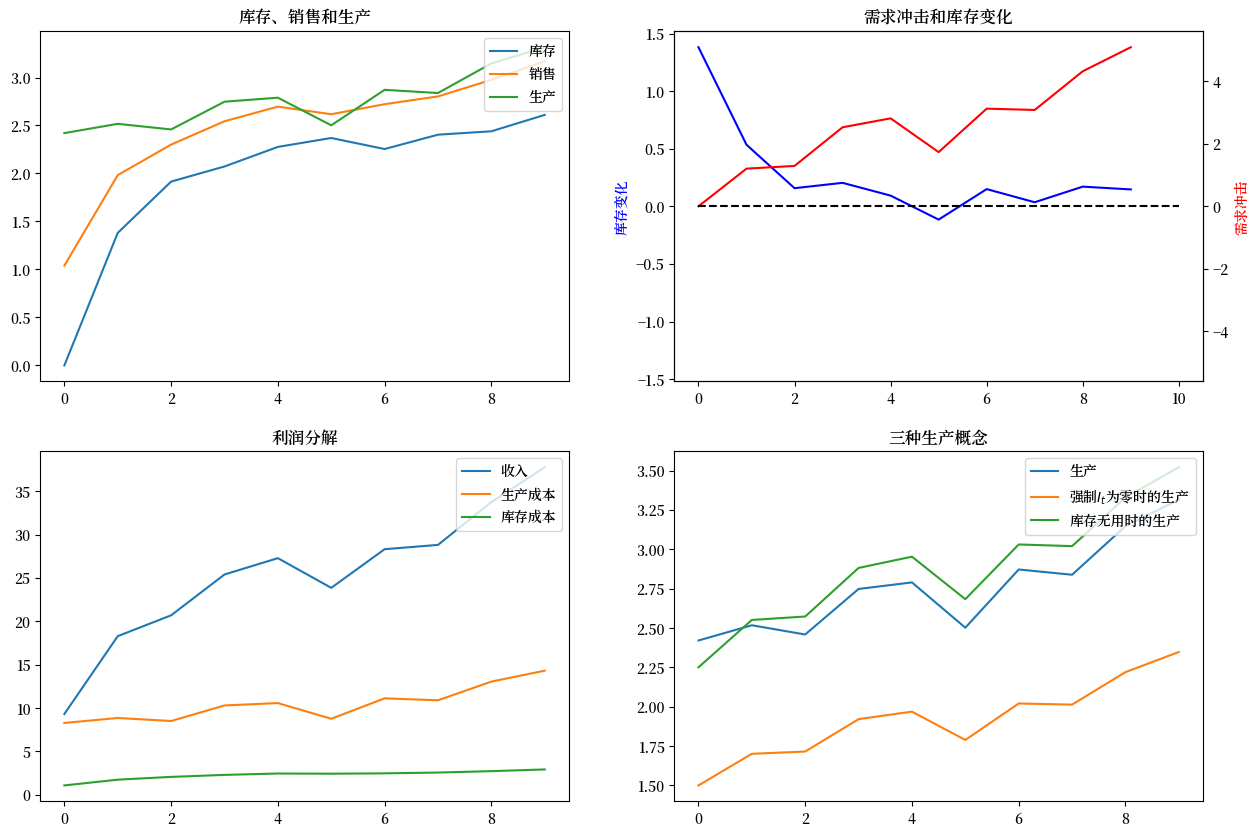 库存、销售和生产
库存
销售
生产
3.0
2.5
2.0
1.5
1.0
0.5
0.0
0 2 4 6 8
需求冲击和库存变化
1.5
1.0
0.5
0.0
−0.5
−1.0
−1.5
库存变化
4
2
0
−2
−4
需求冲击
0 2 4 6 8 10
利润分解
收入
生产成本
库存成本
35
30
25
20
15
10
5
0
0 2 4 6 8
三种生产概念
生产
强制I_t为零时的生产
库存无用时的生产
3.50
3.25
3.00
2.75
2.50
2.25
2.00
1.75
1.50
0 2 4 6 8